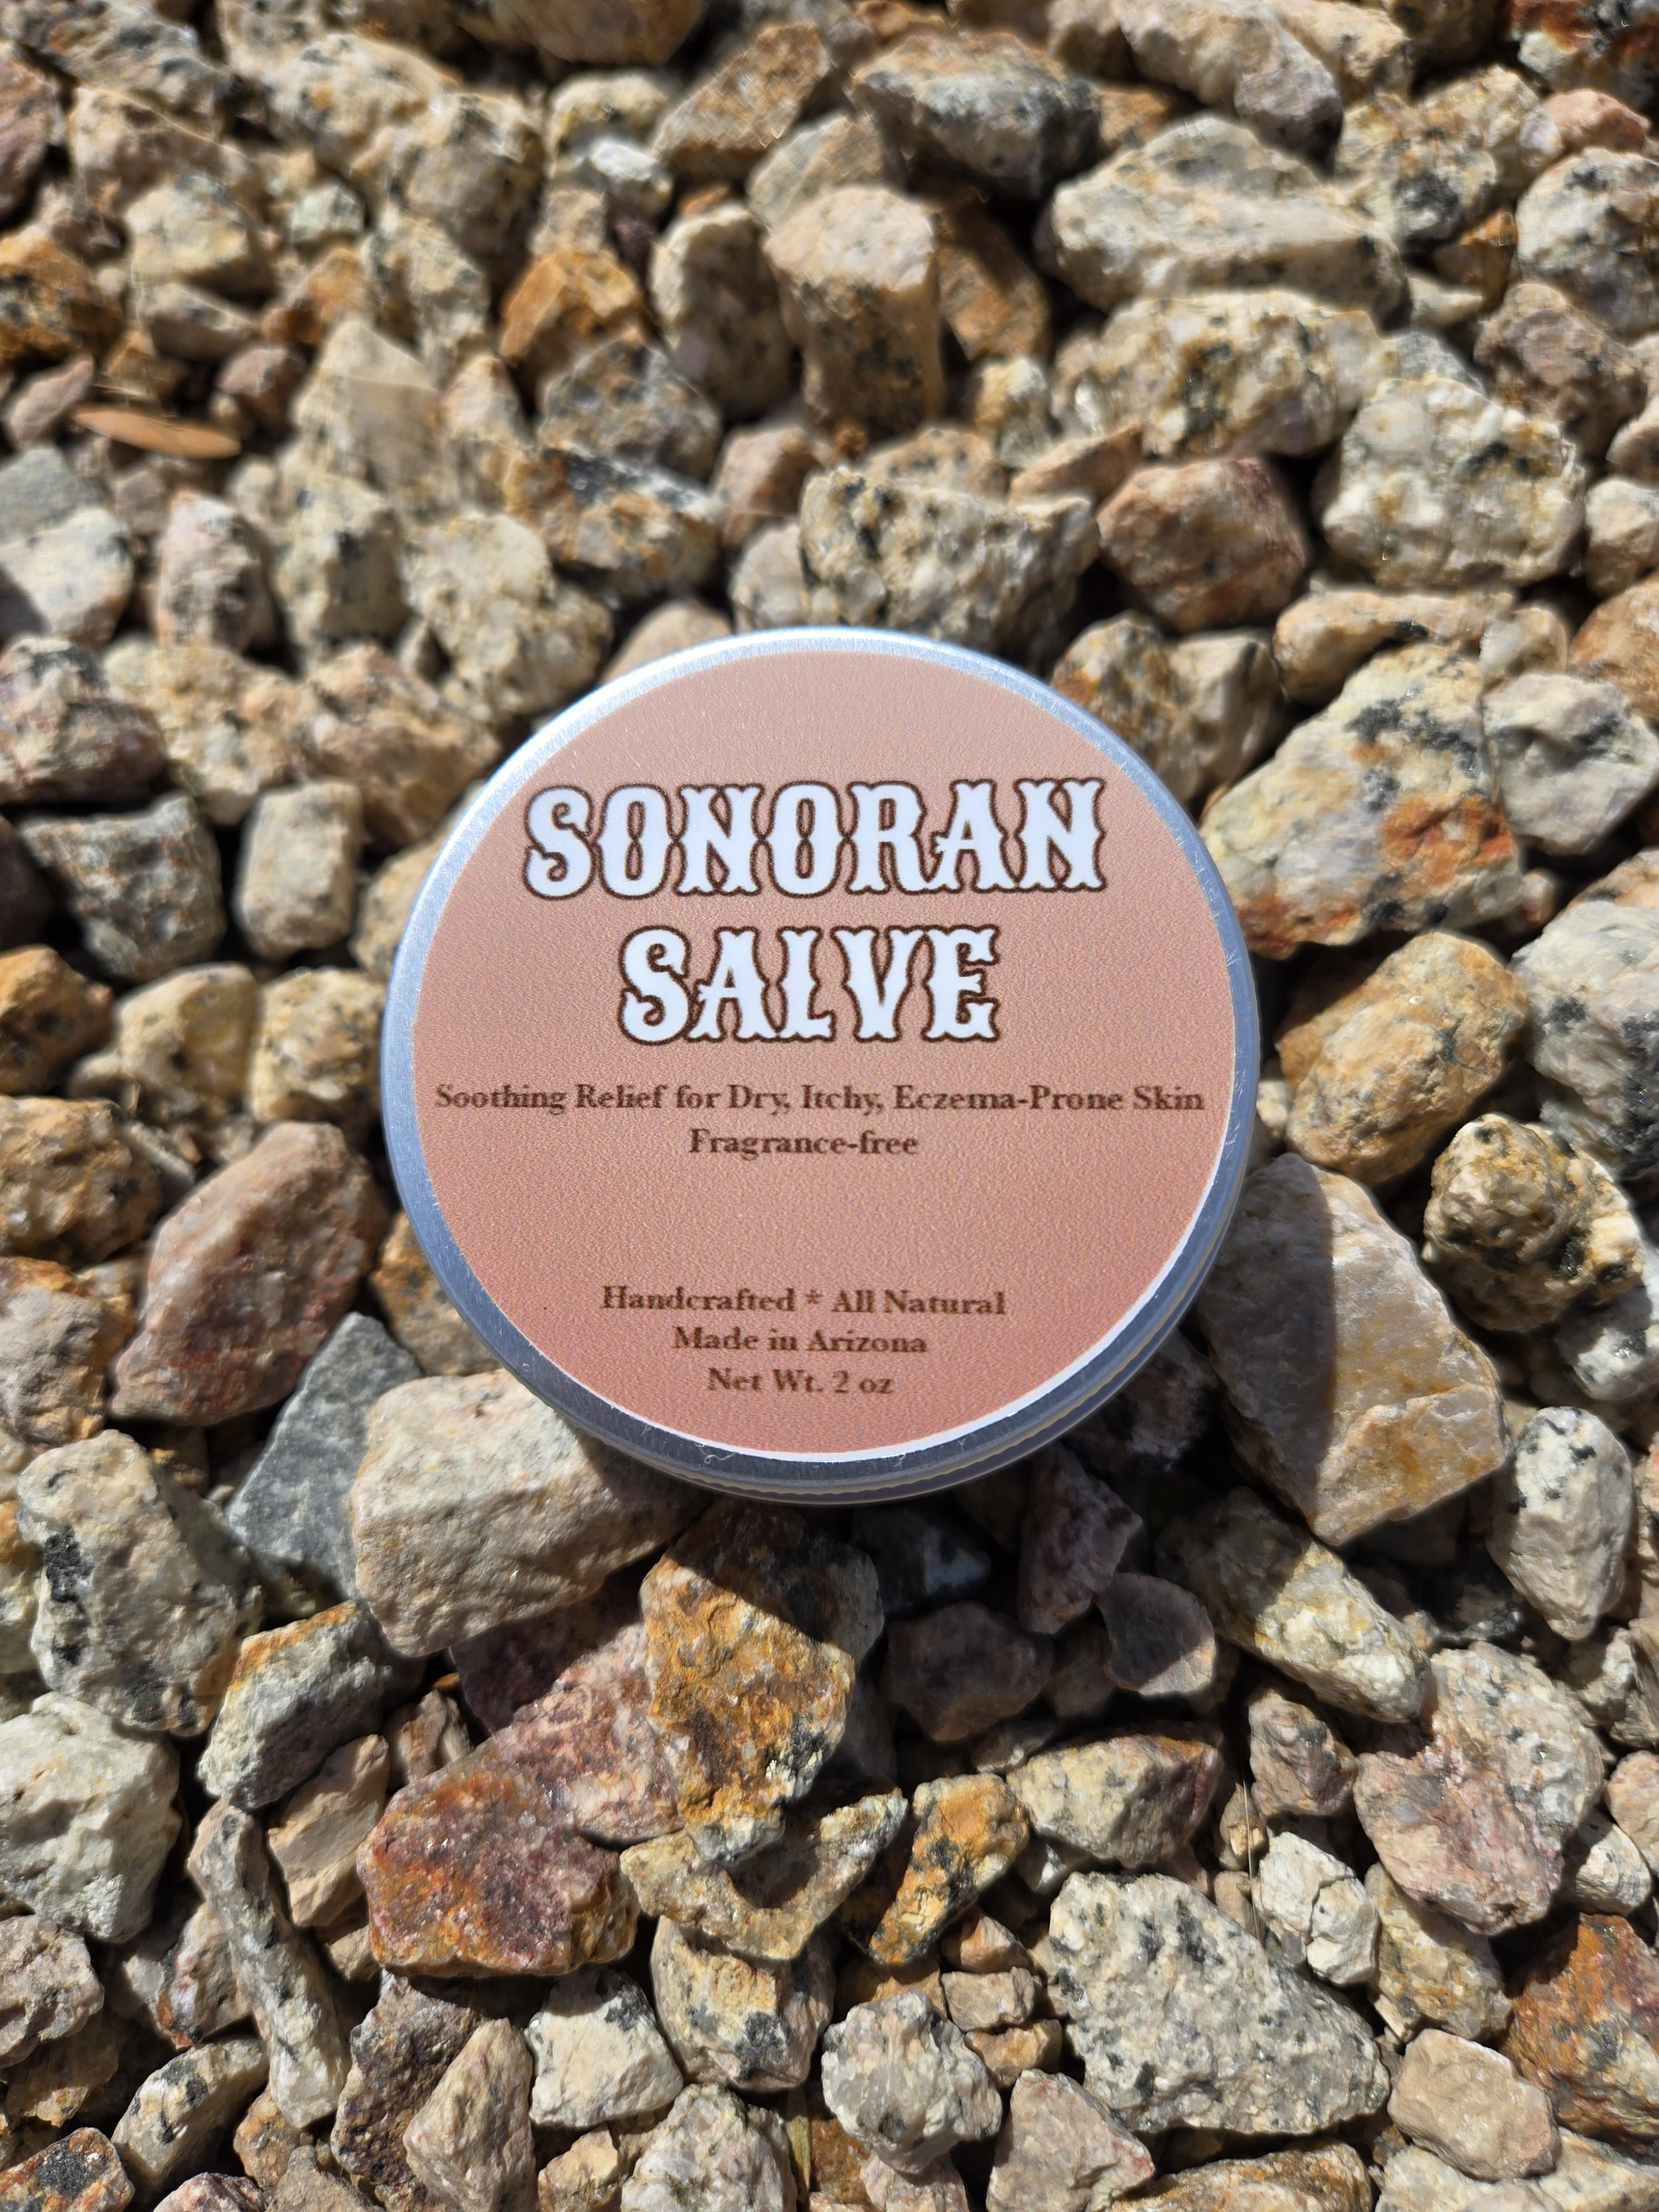 SONORAN
SALVE
Soothing Relief for Dry, Itchy, Eczema-Prone Skin
Fragrance-free
Handcrafted * All Natural
Made in Arizona
Net Wt. 2 oz